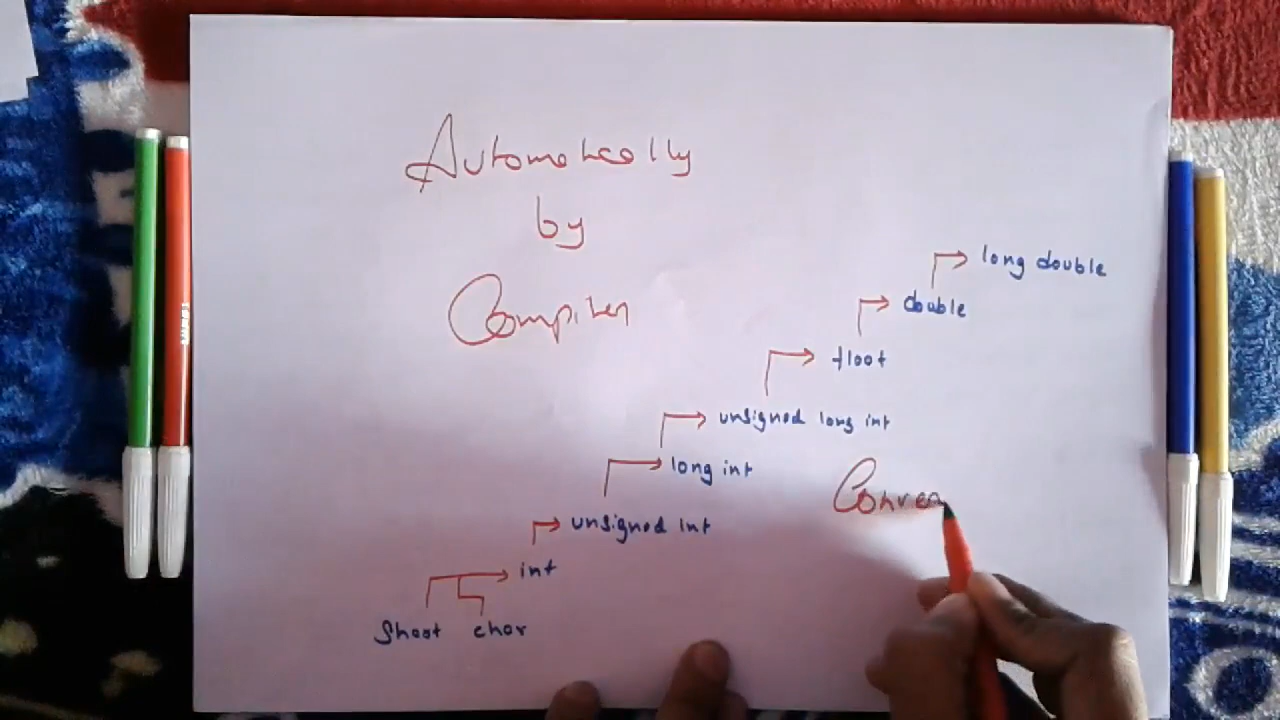 Automatically
by
Compiler
long double
double
float
unsigned long int
long int
Conver
unsigned int
int
Short char